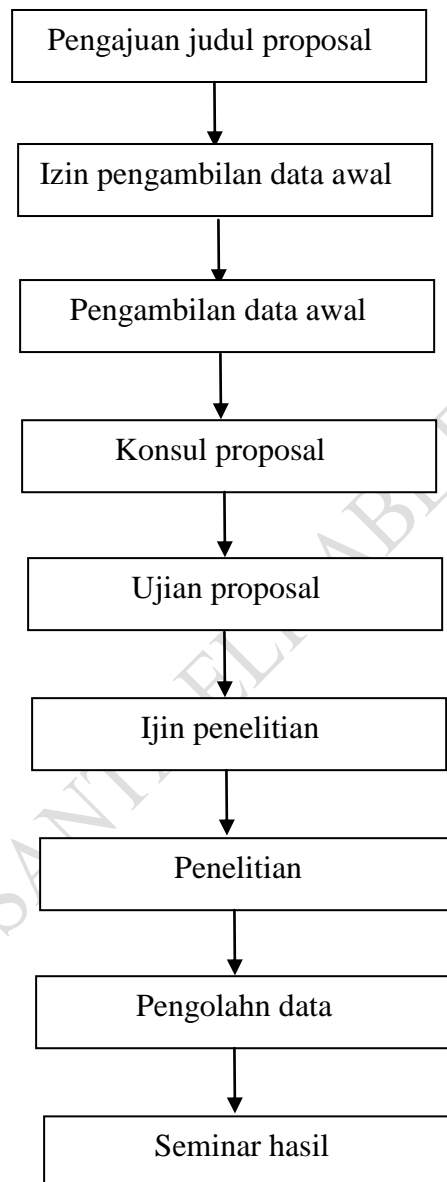 Pengajuan judul proposal
Izin pengambilan data awal
Pengambilan data awal
Konsul proposal
Ujian proposal
Ijin penelitian
Penelitian
Pengolahn data
Seminar hasil